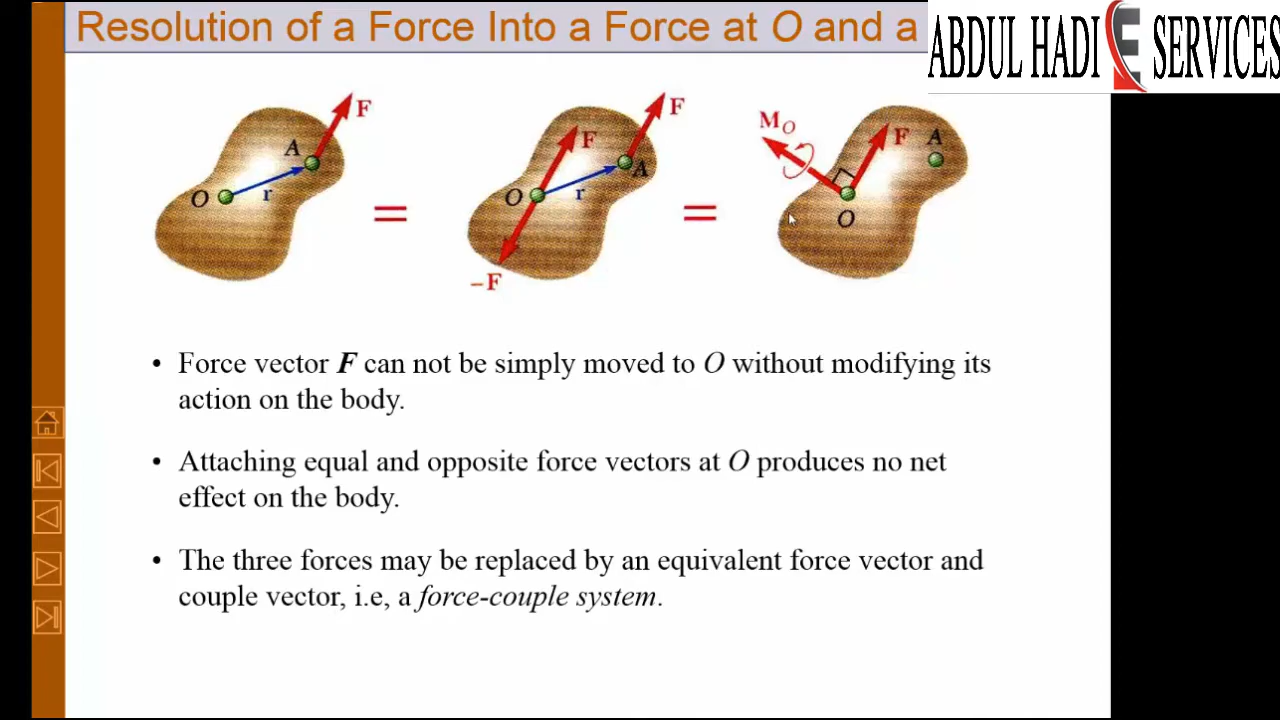 Resolution of a Force Into a Force at O and a
ABDUL HADI E SERVICES
F
A
O
r
=
F
F
A
O
r
–F
=
M_O
F
A
O
• Force vector F can not be simply moved to O without modifying its
action on the body.
• Attaching equal and opposite force vectors at O produces no net
effect on the body.
• The three forces may be replaced by an equivalent force vector and
couple vector, i.e, a force-couple system.